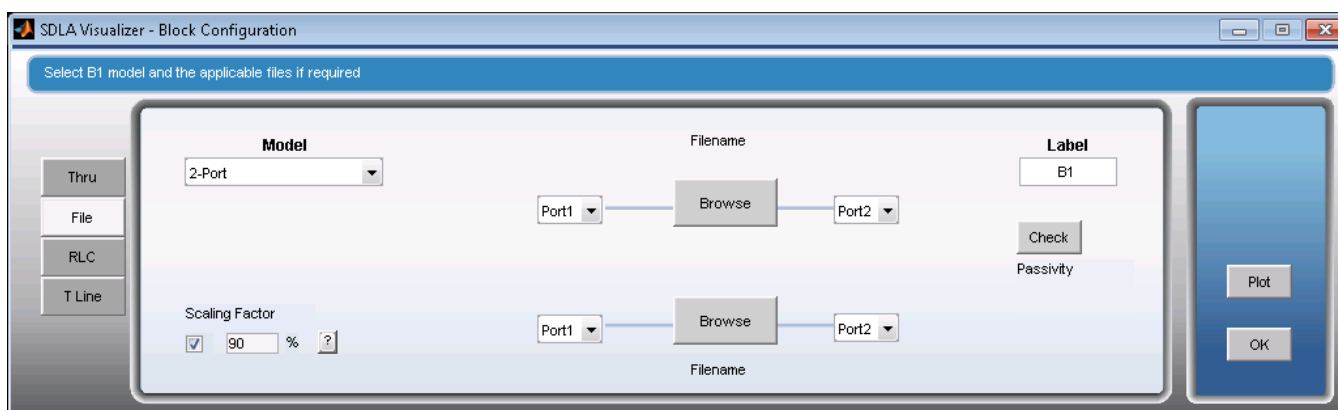 SDLA Visualizer - Block Configuration
Select B1 model and the applicable files if required
Thru
File
RLC
T Line
Model
2-Port
Scaling Factor
90 % ?
Filename
Port1 Browse Port2
Port1 Browse Port2
Filename
Label
B1
Check
Passivity
Plot
OK